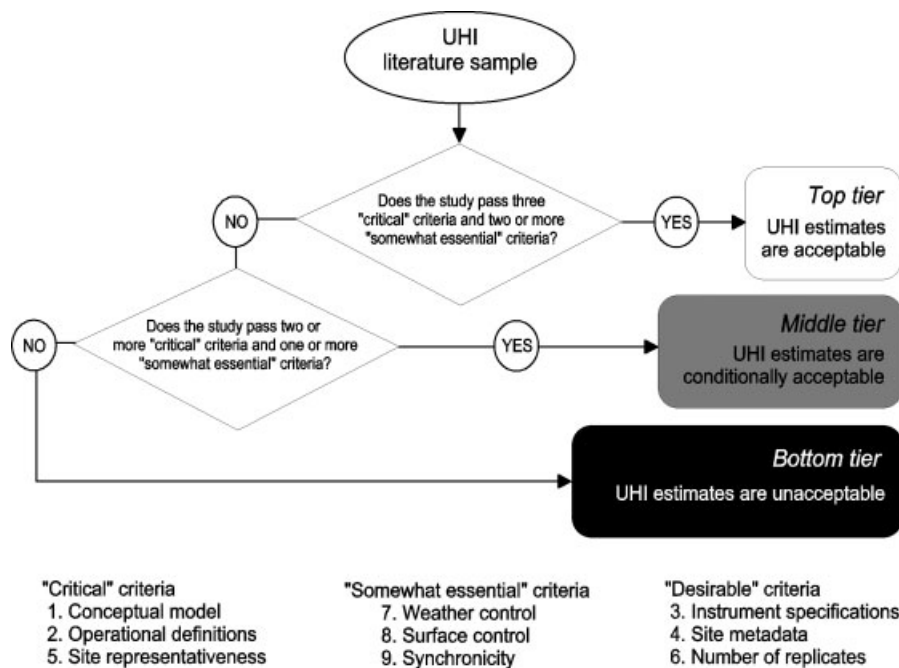 UHI
literature sample
Does the study pass three
"critical" criteria and two or more
"somewhat essential" criteria?
NO
YES
Top tier
UHI estimates
are acceptable
Does the study pass two or
more "critical" criteria and one or more
"somewhat essential" criteria?
NO
YES
Middle tier
UHI estimates are
conditionally acceptable
Bottom tier
UHI estimates are unacceptable
"Critical" criteria
1. Conceptual model
2. Operational definitions
5. Site representativeness
"Somewhat essential" criteria
7. Weather control
8. Surface control
9. Synchronicity
"Desirable" criteria
3. Instrument specifications
4. Site metadata
6. Number of replicates